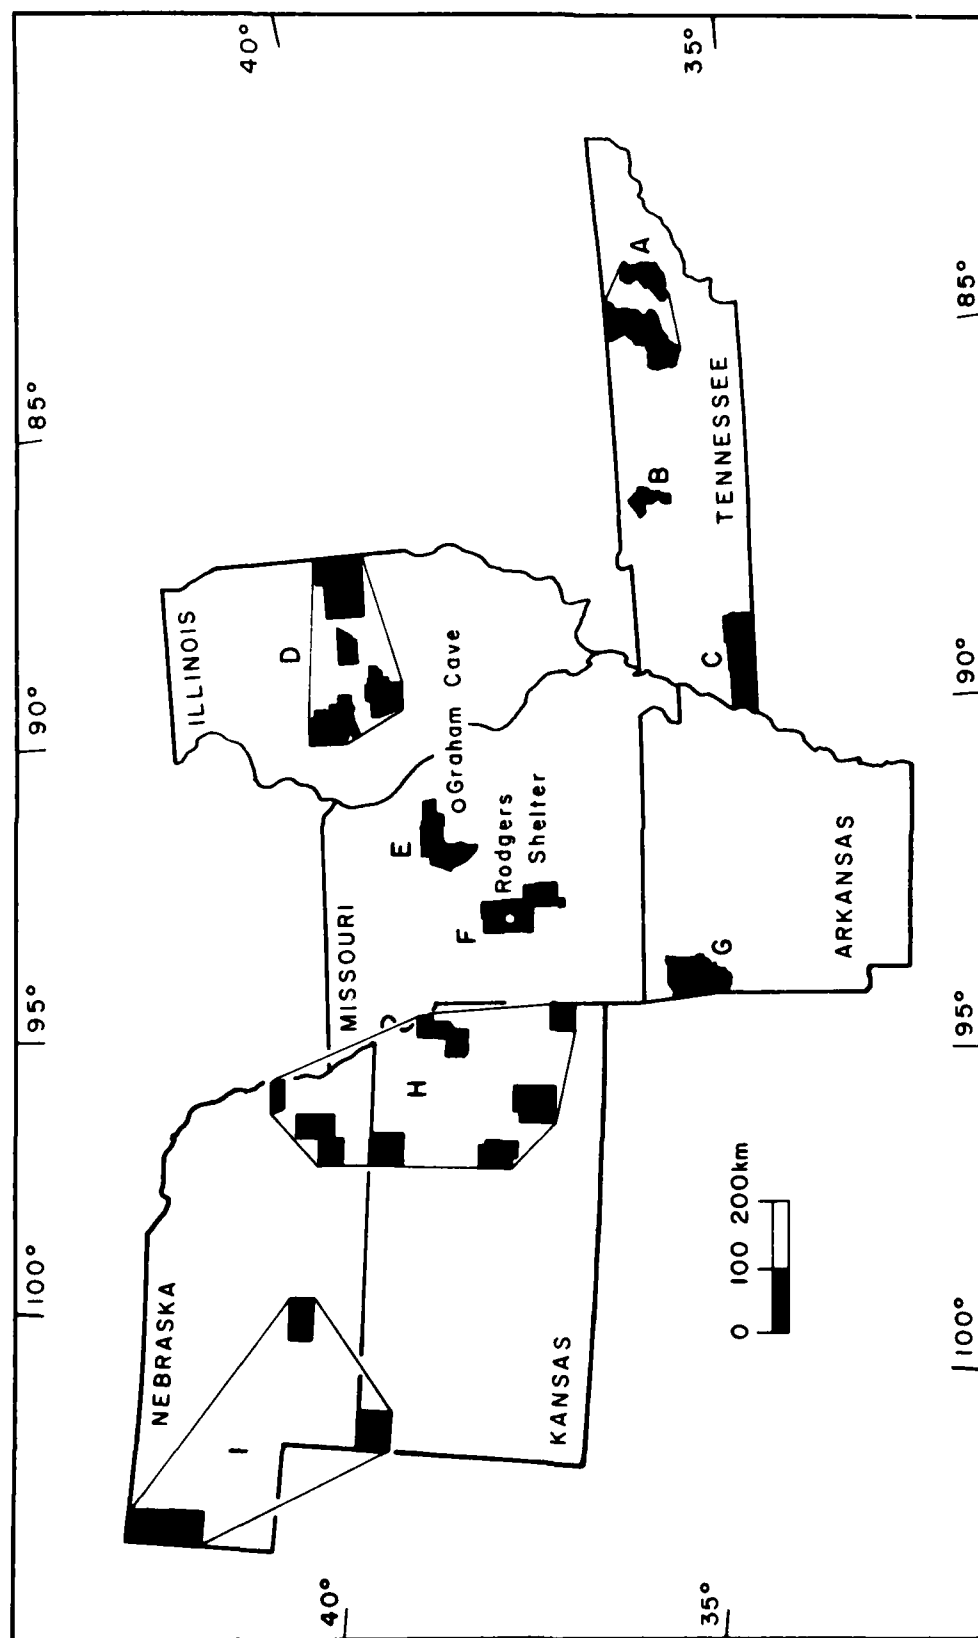 100°
95°
90°
85°
40°
40°
35°
35°
100°
95°
90°
85°
NEBRASKA
I
KANSAS
H
MISSOURI
E
F
Graham Cave
Rodgers
Shelter
ILLINOIS
D
ARKANSAS
G
TENNESSEE
A
B
C
0 100 200km